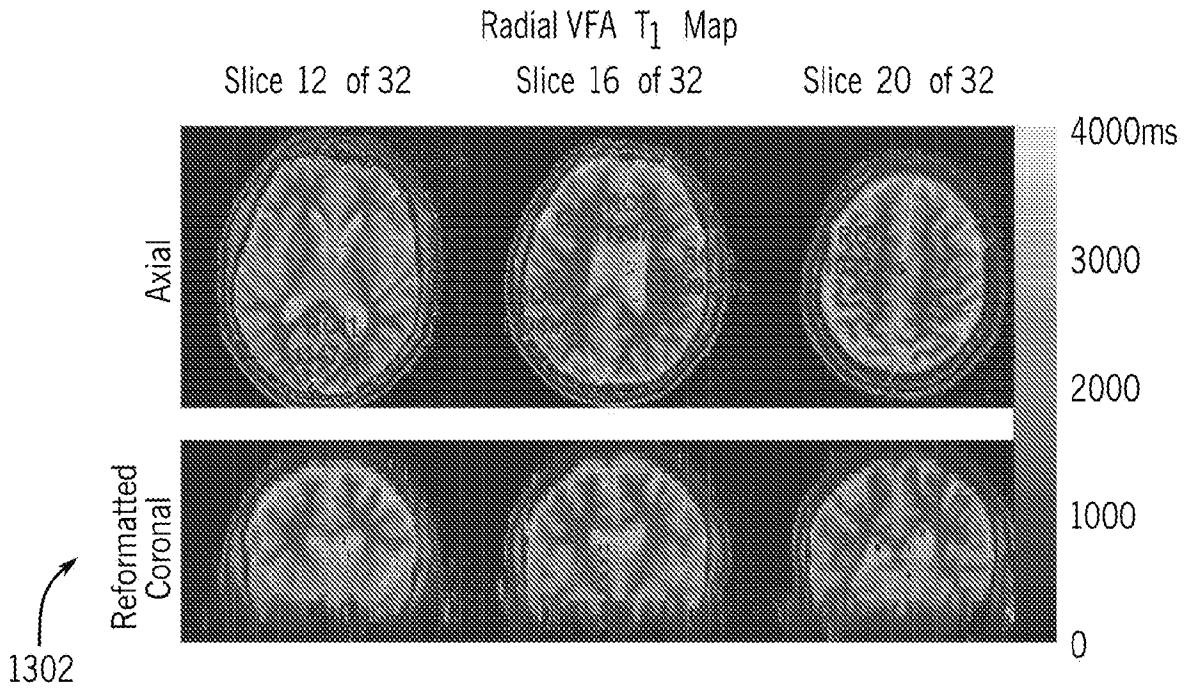 Radial VFA T1 Map
Slice 12 of 32
Slice 16 of 32
Slice 20 of 32
Axial
Reformatted
Coronal
4000ms
3000
2000
1000
0
1302